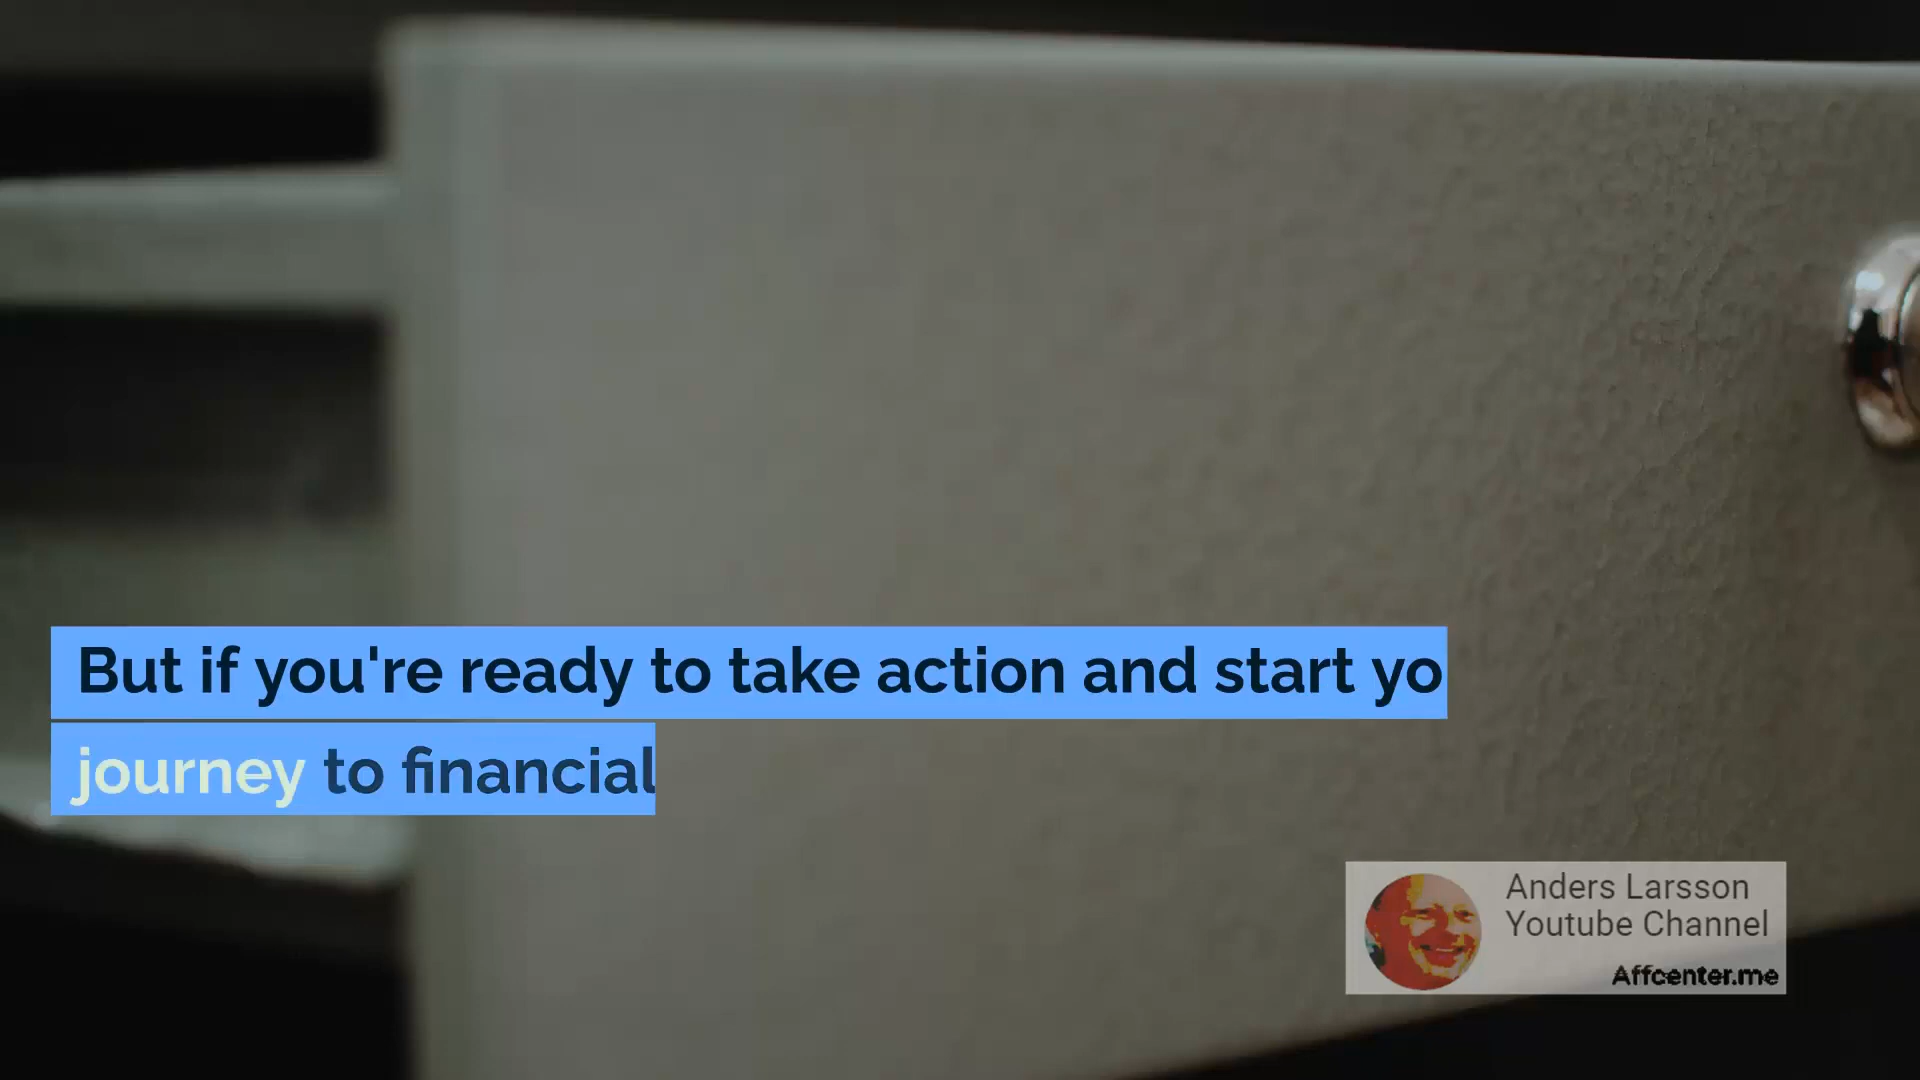 But if you're ready to take action and start yo
journey to financial
Anders Larsson
Youtube Channel
Affcenter.me